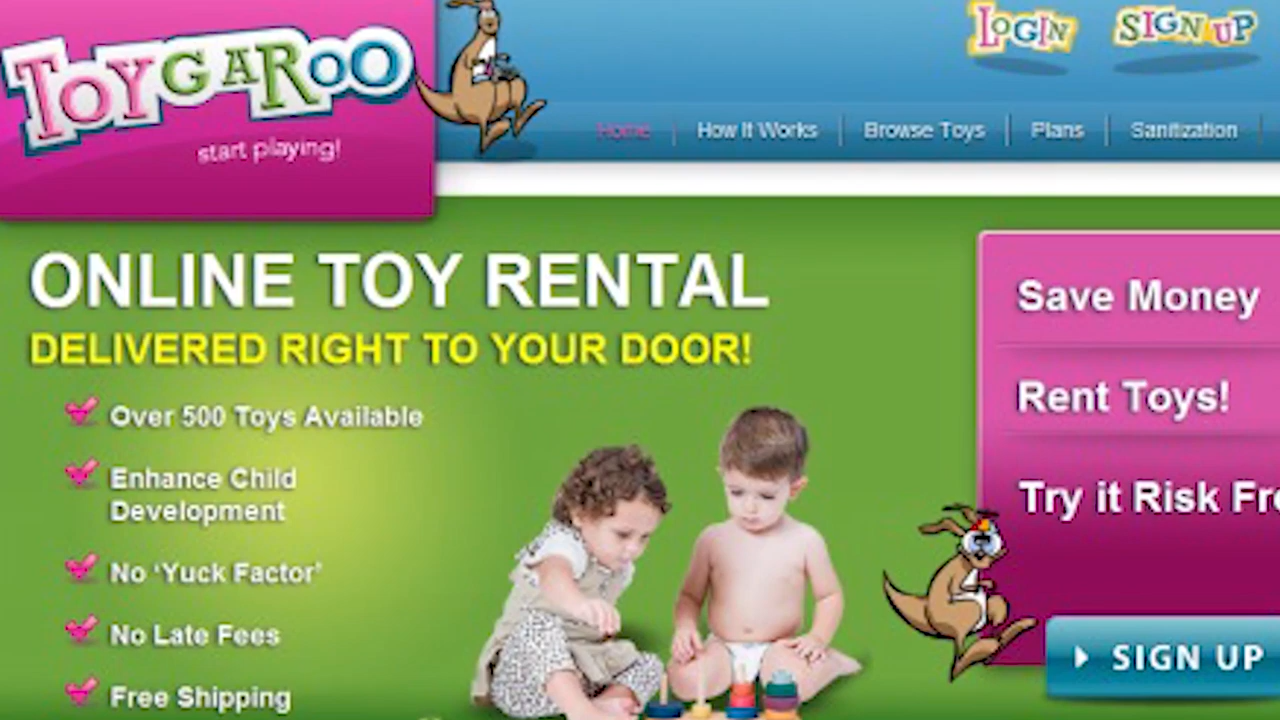 TOYGAROO
start playing!
LOGIN
SIGN UP
Home
How It Works
Browse Toys
Plans
Sanitization
ONLINE TOY RENTAL
DELIVERED RIGHT TO YOUR DOOR!
Over 500 Toys Available
Enhance Child
Development
No ‘Yuck Factor’
No Late Fees
Free Shipping
Save Money
Rent Toys!
Try it Risk Fre
SIGN UP